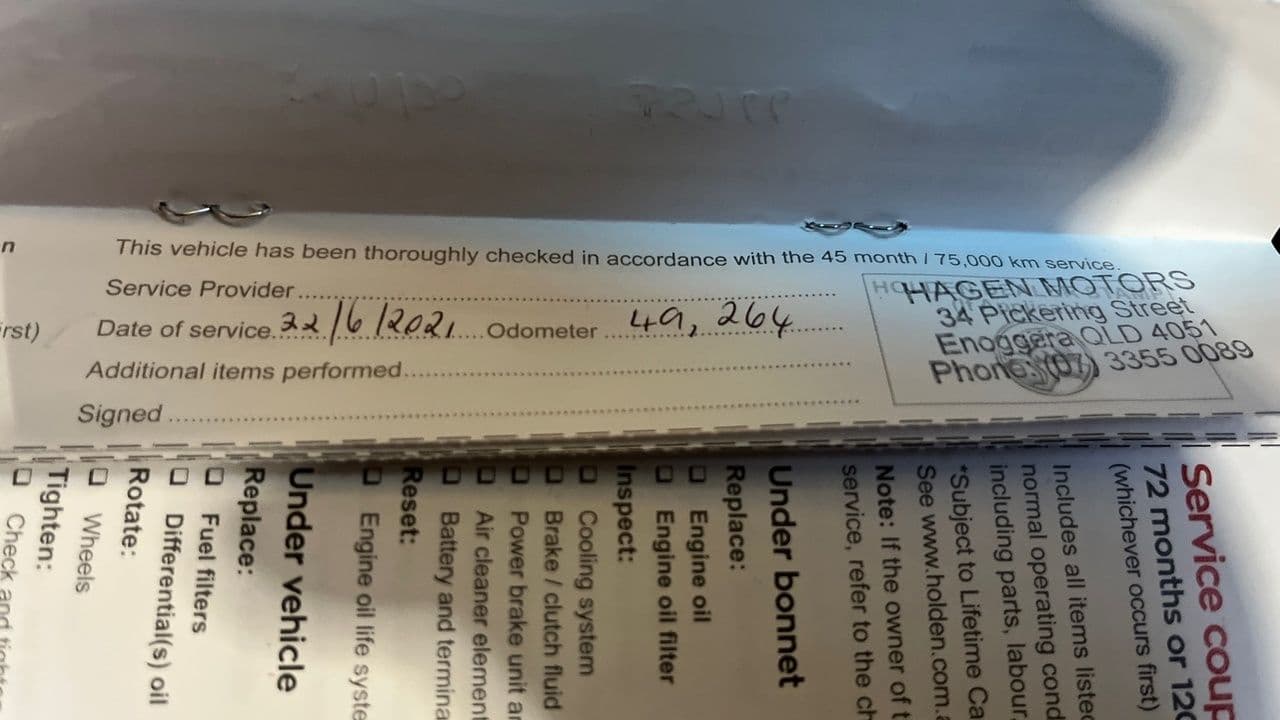 This vehicle has been thoroughly checked in accordance with the 45 month / 75,000 km service.
Service Provider
Date of service 22/6/2021 Odometer 49,264
Additional items performed
Signed
HAGEN MOTORS
34 Pickering Street
Enoggera QLD 4051
Phone: (07) 3355 0089
n
irst)
Service coup
72 months or 120
(whichever occurs first)
Includes all items listed
normal operating cond
including parts, labour,
*Subject to Lifetime Ca
See www.holden.com.a
Note: If the owner of t
service, refer to the ch
Under bonnet
Replace:
Engine oil
Engine oil filter
Inspect:
Cooling system
Brake / clutch fluid
Power brake unit an
Air cleaner element
Battery and termina
Reset:
Engine oil life syste
Under vehicle
Replace:
Fuel filters
Differential(s) oil
Rotate:
Wheels
Tighten:
Check and tighten